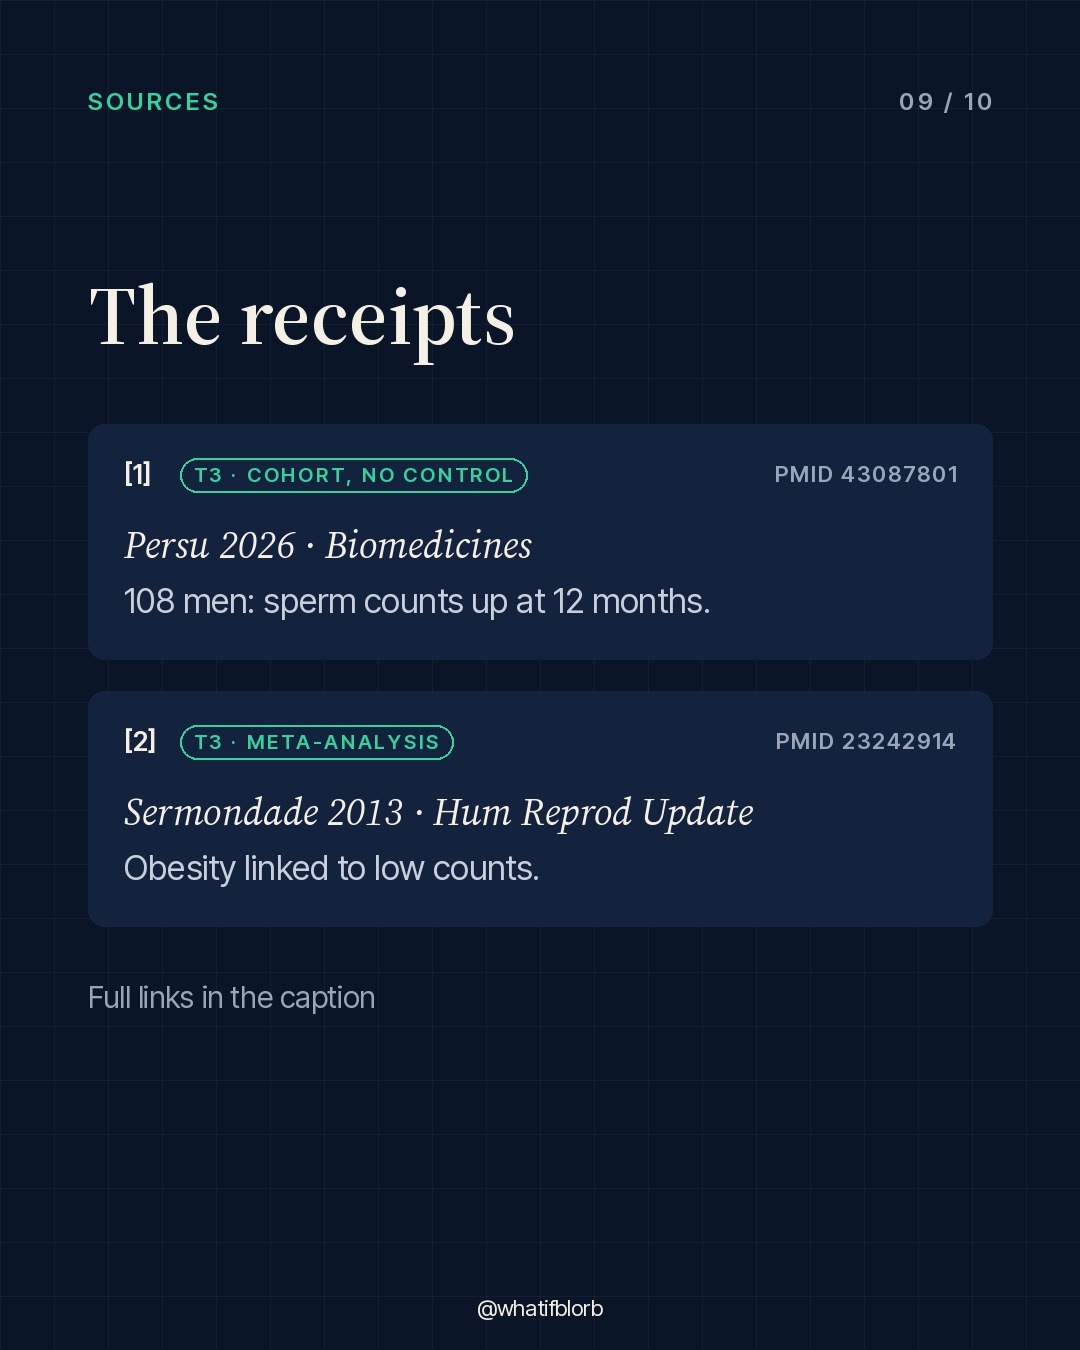 SOURCES
09 / 10
The receipts
[1] T3 · COHORT, NO CONTROL PMID 43087801
Persu 2026 · Biomedicines
108 men: sperm counts up at 12 months.
[2] T3 · META-ANALYSIS PMID 23242914
Sermondade 2013 · Hum Reprod Update
Obesity linked to low counts.
Full links in the caption
@whatifblorb